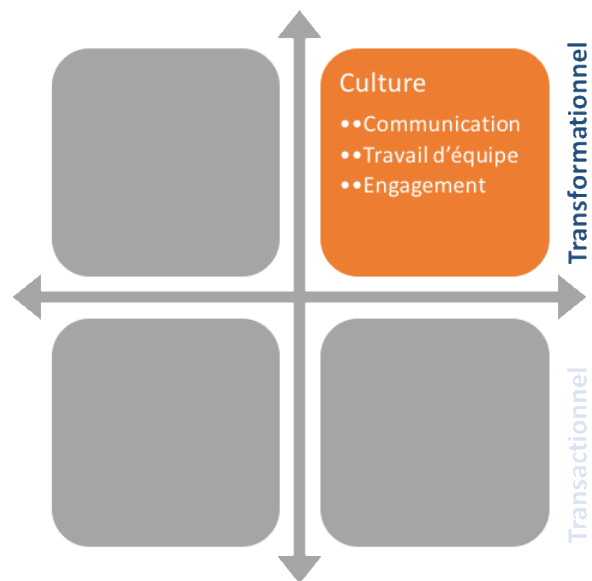 Culture
••Communication
••Travail d'équipe
••Engagement
Transformationnel
Transactionnel